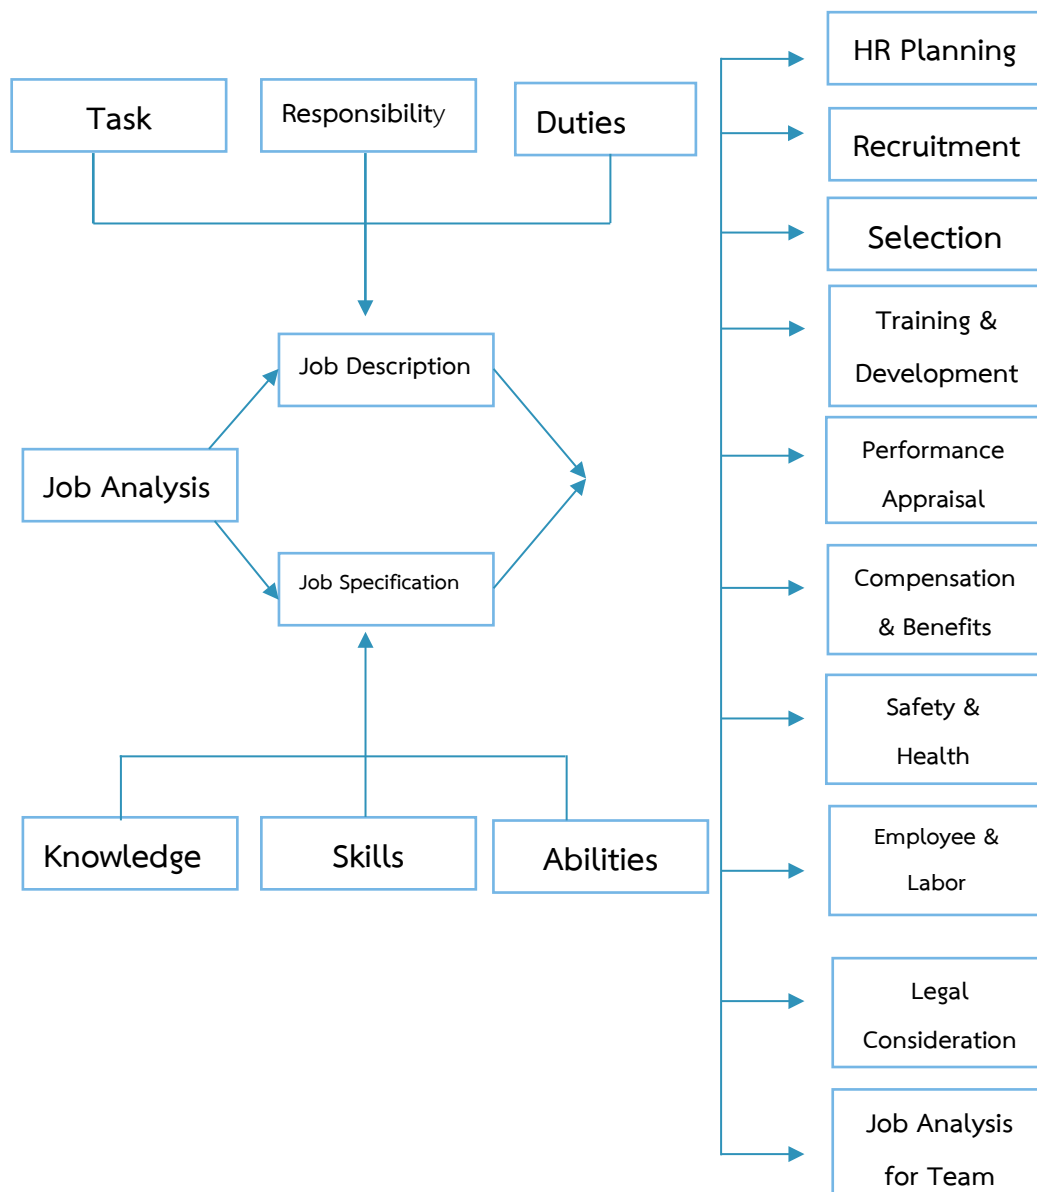 Task
Responsibility
Duties
Job Description
Job Analysis
Job Specification
Knowledge
Skills
Abilities
HR Planning
Recruitment
Selection
Training &
Development
Performance
Appraisal
Compensation
& Benefits
Safety &
Health
Employee &
Labor
Legal
Consideration
Job Analysis
for Team